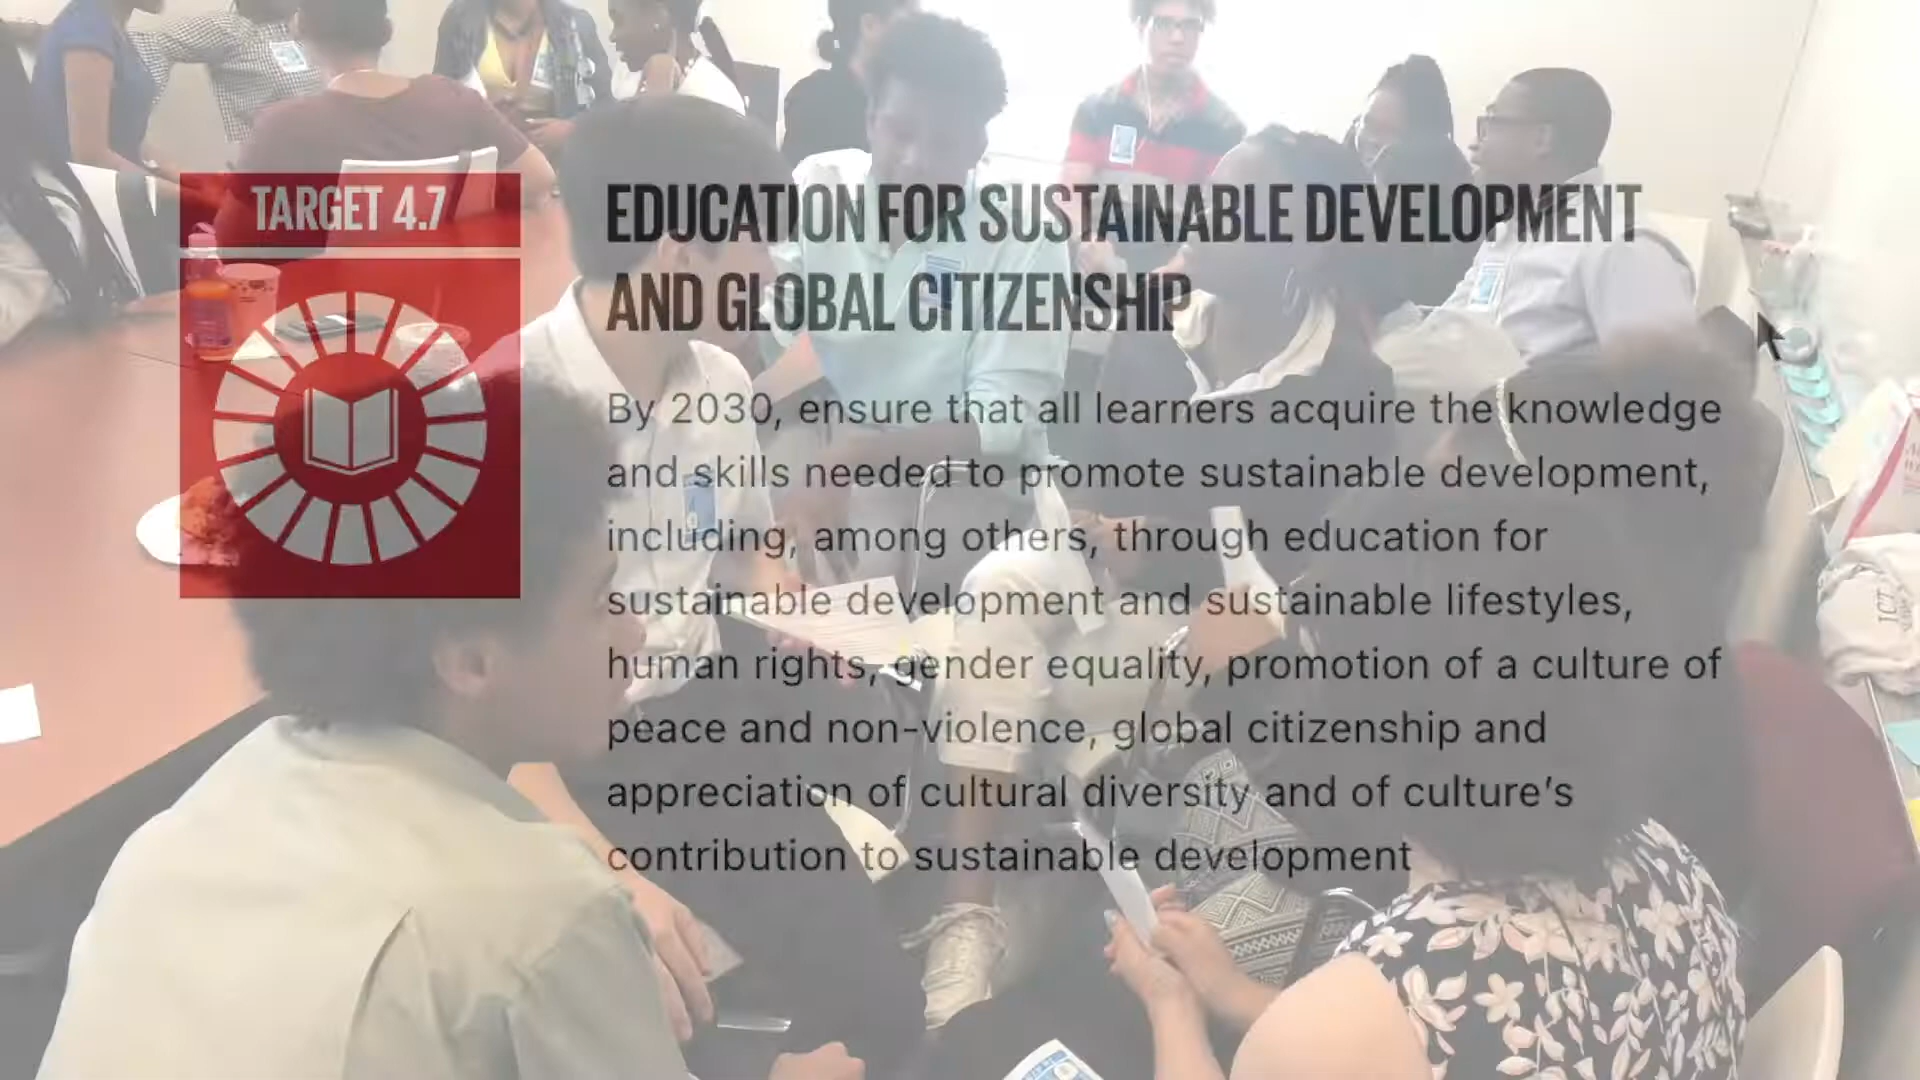 TARGET 4.7
EDUCATION FOR SUSTAINABLE DEVELOPMENT
AND GLOBAL CITIZENSHIP
By 2030, ensure that all learners acquire the knowledge
and skills needed to promote sustainable development,
including, among others, through education for
sustainable development and sustainable lifestyles,
human rights, gender equality, promotion of a culture of
peace and non-violence, global citizenship and
appreciation of cultural diversity and of culture's
contribution to sustainable development